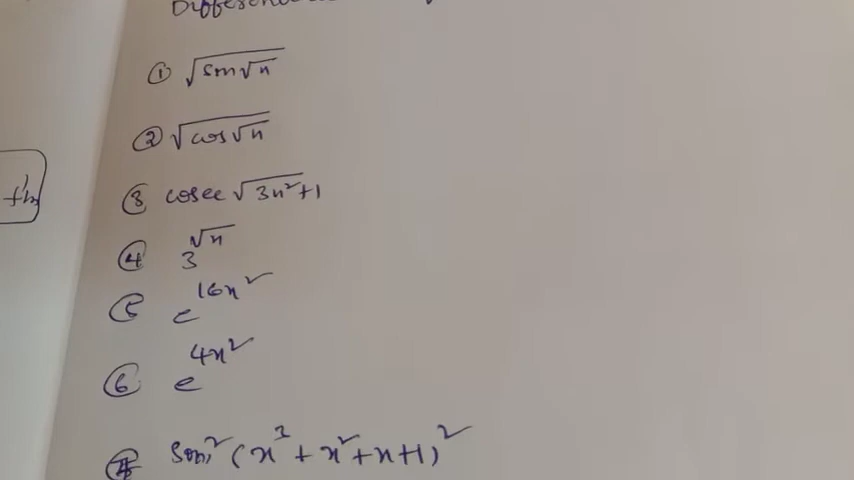 ① √sin√x
② √cos√x
③ cosec √3x²+1
④ 3^√x
⑤ e^16x²
⑥ e^4x²
⑦ sin² (x³+x²+x+1)²